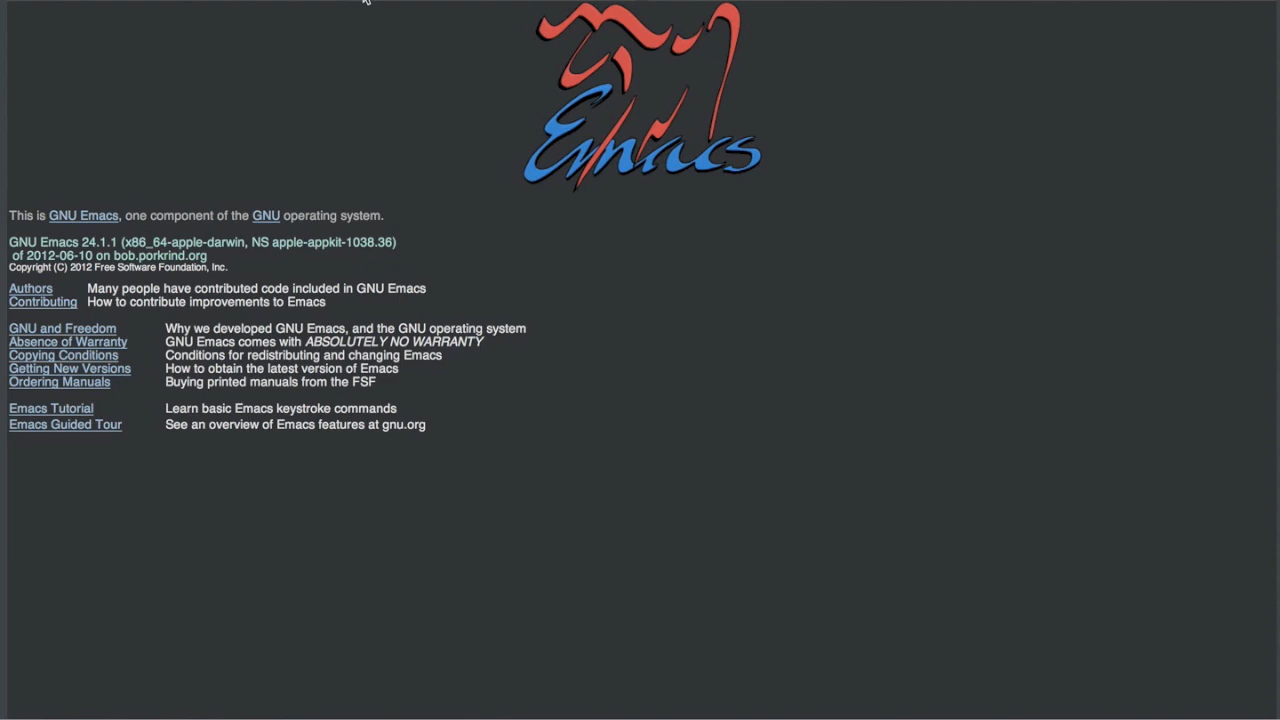 Emacs
This is GNU Emacs, one component of the GNU operating system.
GNU Emacs 24.1.1 (x86_64-apple-darwin, NS apple-appkit-1038.36)
of 2012-06-10 on bob.porkrind.org
Copyright (C) 2012 Free Software Foundation, Inc.
Authors Many people have contributed code included in GNU Emacs
Contributing How to contribute improvements to Emacs
GNU and Freedom Why we developed GNU Emacs, and the GNU operating system
Absence of Warranty GNU Emacs comes with ABSOLUTELY NO WARRANTY
Copying Conditions Conditions for redistributing and changing Emacs
Getting New Versions How to obtain the latest version of Emacs
Ordering Manuals Buying printed manuals from the FSF
Emacs Tutorial Learn basic Emacs keystroke commands
Emacs Guided Tour See an overview of Emacs features at gnu.org